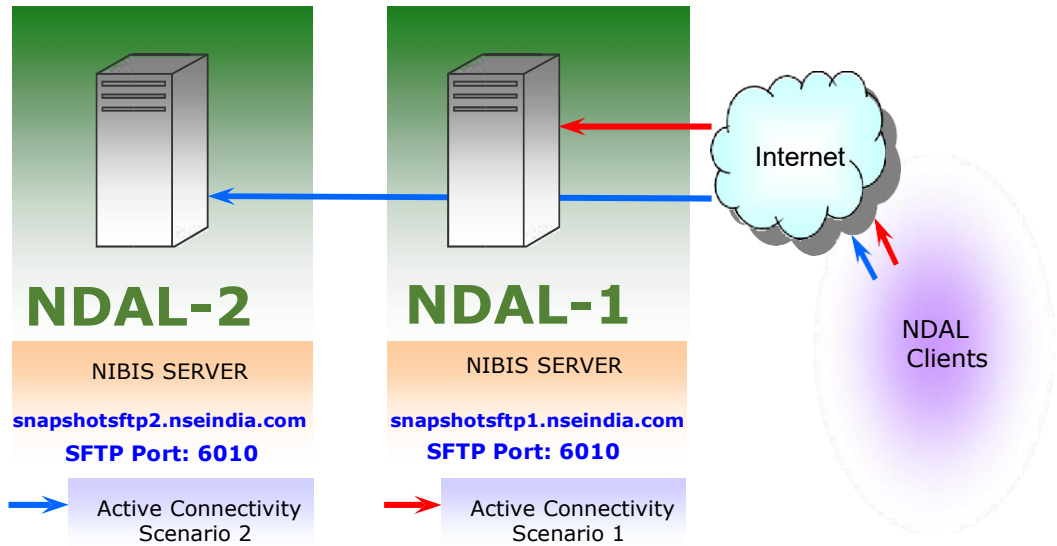 Internet
NDAL
Clients
NDAL-2
NIBIS SERVER
snapshotsftp2.nseindia.com
SFTP Port: 6010
Active Connectivity
Scenario 2
NDAL-1
NIBIS SERVER
snapshotsftp1.nseindia.com
SFTP Port: 6010
Active Connectivity
Scenario 1